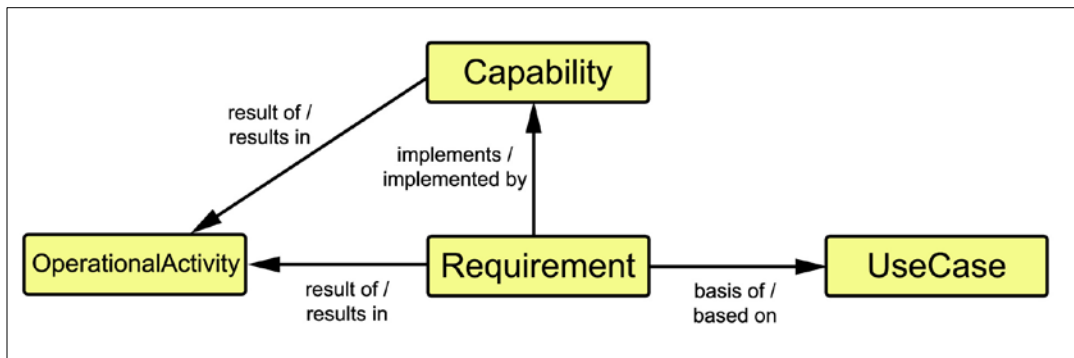 Capability
result of /
results in
implements /
implemented by
OperationalActivity
Requirement
UseCase
result of /
results in
basis of /
based on